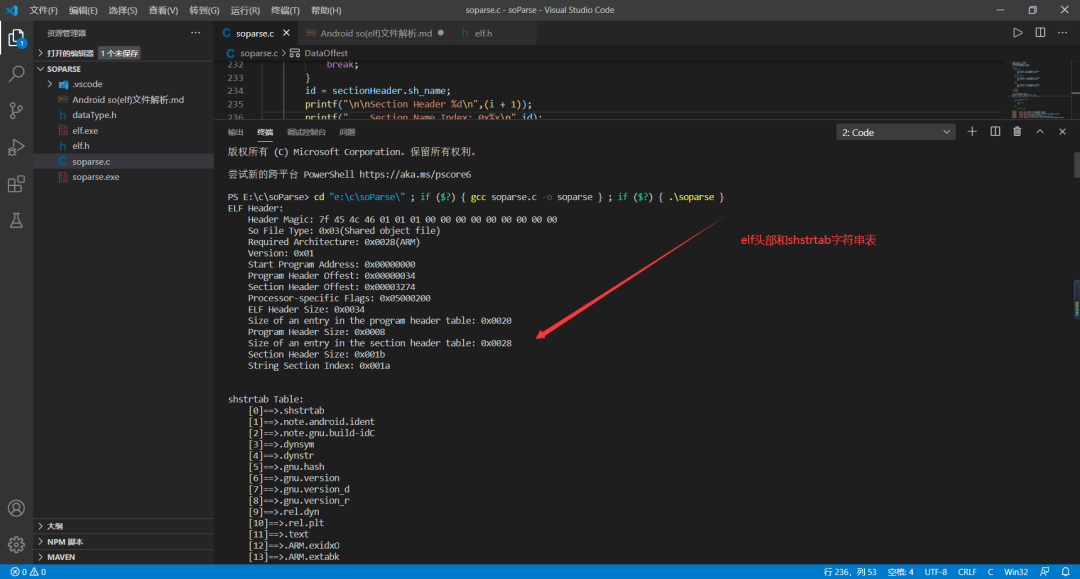 文件(F) 编辑(E) 选择(S) 查看(V) 转到(G) 运行(R) 终端(T) 帮助(H) soparse.c - soParse - Visual Studio Code
资源管理器
打开的编辑器 1 个未保存
SOPARSE
.vscode
Android so(elf)文件解析.md
dataType.h
elf.exe
elf.h
soparse.c
soparse.exe
大纲
NPM 脚本
MAVEN
soparse.c Android so(elf)文件解析.md elf.h
soparse.c > DataOffest
232 break;
233 }
234 id = sectionHeader.sh_name;
235 printf("\n\nSection Header %d\n",(i + 1));
printf(" Section Name Index: 0x%x\n",id);
输出 终端 调试控制台 问题 2: Code
版权所有 (C) Microsoft Corporation。保留所有权利。
尝试新的跨平台 PowerShell https://aka.ms/pscore6
PS E:\c\soParse> cd "e:\c\soParse\" ; if ($?) { gcc soparse.c -o soparse } ; if ($?) { .\soparse }
ELF Header:
Header Magic: 7f 45 4c 46 01 01 01 00 00 00 00 00 00 00 00 00
So File Type: 0x03(Shared object file)
Required Architecture: 0x0028(ARM)
Version: 0x01
Start Program Address: 0x00000000
Program Header Offest: 0x00000034
Section Header Offest: 0x00003274
Processor-specific Flags: 0x05000200
ELF Header Size: 0x0034
Size of an entry in the program header table: 0x0020
Program Header Size: 0x0008
Size of an entry in the section header table: 0x0028
Section Header Size: 0x001b
String Section Index: 0x001a
elf头部和shstrtab字符串表
shstrtab Table:
[0]==>.shstrtab
[1]==>.note.android.ident
[2]==>.note.gnu.build-idC
[3]==>.dynsym
[4]==>.dynstr
[5]==>.gnu.hash
[6]==>.gnu.version
[7]==>.gnu.version_d
[8]==>.gnu.version_r
[9]==>.rel.dyn
[10]==>.rel.plt
[11]==>.text
[12]==>.ARM.exidxO
[13]==>.ARM.extabk
0 0 行 236，列 53 空格: 4 UTF-8 CRLF C Win32